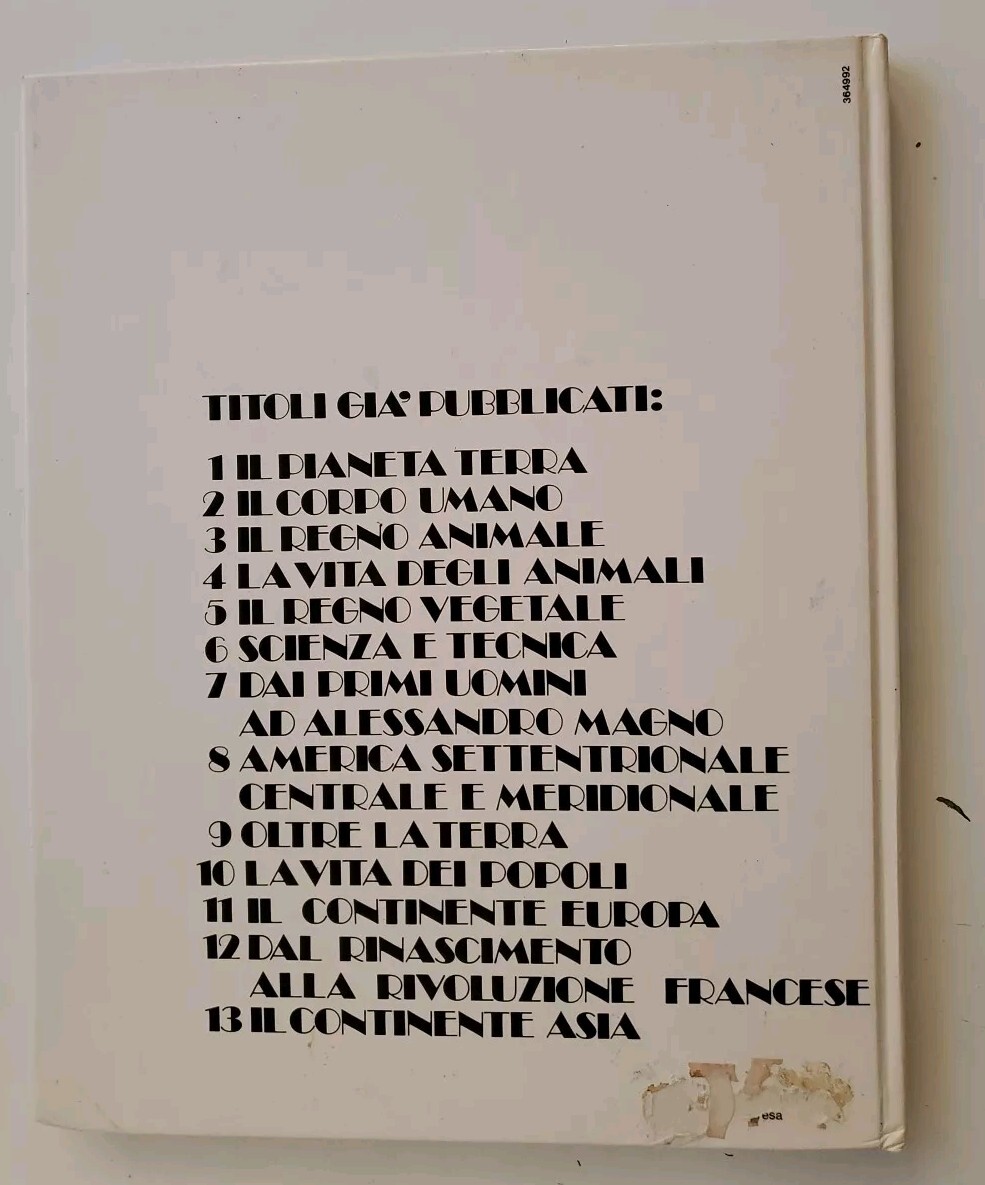 364992
TITOLI GIA' PUBBLICATI:
1 IL PIANETA TERRA
2 IL CORPO UMANO
3 IL REGNO ANIMALE
4 LA VITA DEGLI ANIMALI
5 IL REGNO VEGETALE
6 SCIENZA E TECNICA
7 DAI PRIMI UOMINI
AD ALESSANDRO MAGNO
8 AMERICA SETTENTRIONALE
CENTRALE E MERIDIONALE
9 OLTRE LA TERRA
10 LA VITA DEI POPOLI
11 IL CONTINENTE EUROPA
12 DAL RINASCIMENTO
ALLA RIVOLUZIONE FRANCESE
13 IL CONTINENTE ASIA